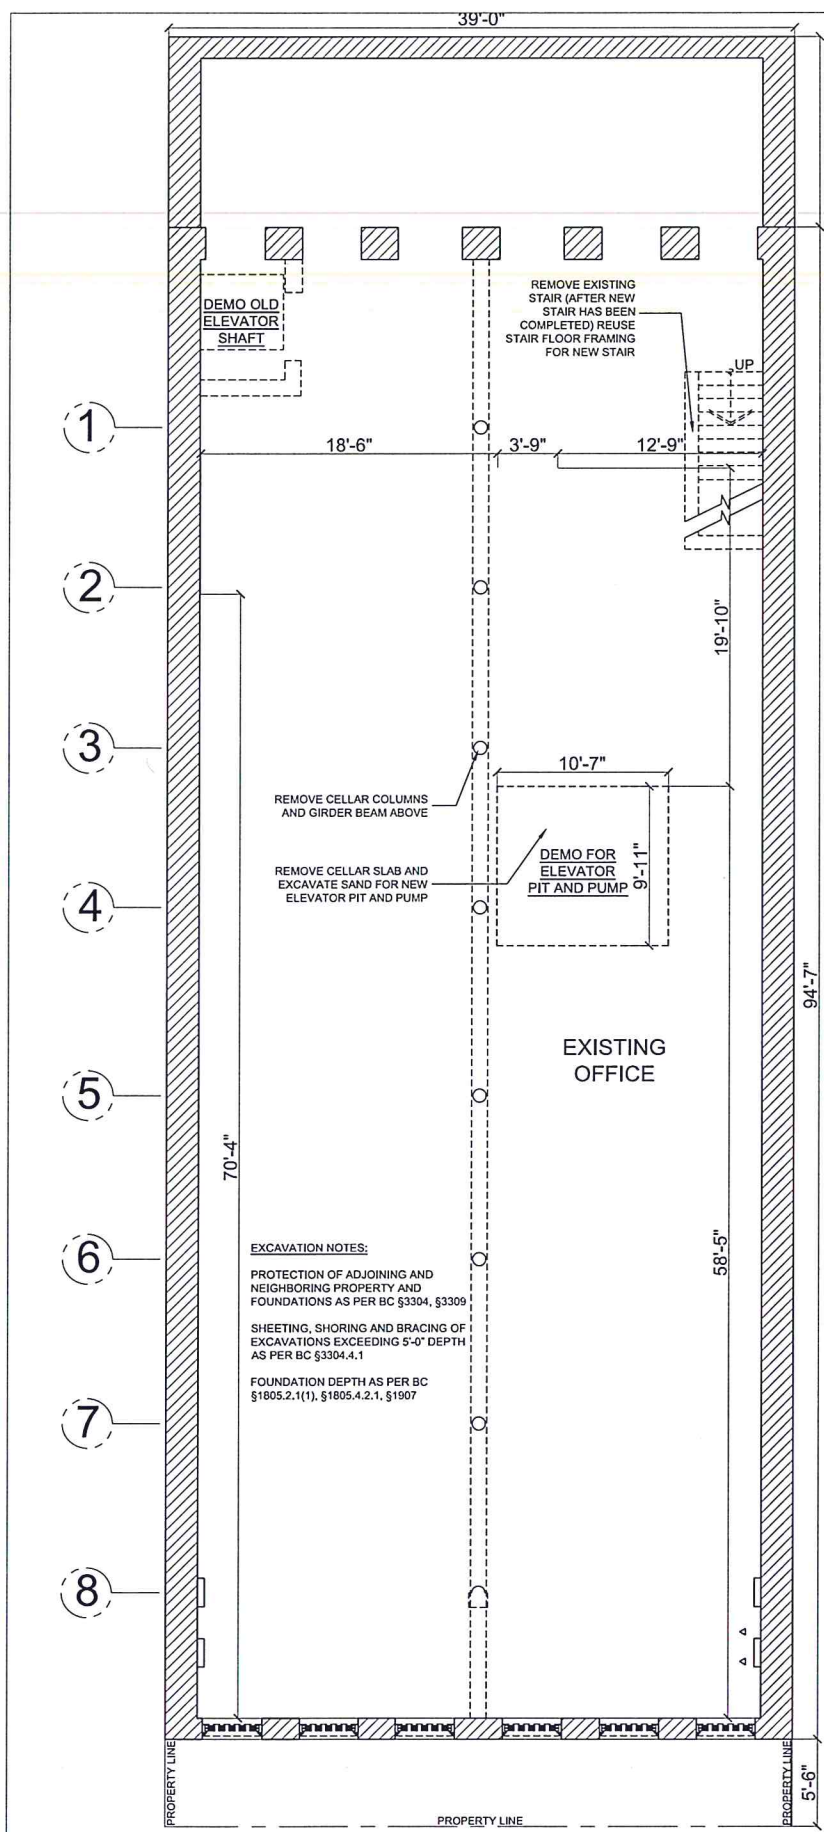 39'-0"
DEMO OLD
ELEVATOR
SHAFT
REMOVE EXISTING
STAIR (AFTER NEW
STAIR HAS BEEN
COMPLETED) REUSE
STAIR FLOOR FRAMING
FOR NEW STAIR
UP
1
18'-6"
3'-9"
12'-9"
2
19'-10"
3
10'-7"
REMOVE CELLAR COLUMNS
AND GIRDER BEAM ABOVE
DEMO FOR
ELEVATOR
PIT AND PUMP
9'-11"
REMOVE CELLAR SLAB AND
EXCAVATE SAND FOR NEW
ELEVATOR PIT AND PUMP
4
94'-7"
EXISTING
OFFICE
5
70'-4"
6
58'-5"
EXCAVATION NOTES:
PROTECTION OF ADJOINING AND
NEIGHBORING PROPERTY AND
FOUNDATIONS AS PER BC §3304, §3309
SHEETING, SHORING AND BRACING OF
EXCAVATIONS EXCEEDING 5'-0" DEPTH
AS PER BC §3304.4.1
FOUNDATION DEPTH AS PER BC
§1805.2.1(1), §1805.4.2.1, §1907
7
8
PROPERTY LINE
PROPERTY LINE
PROPERTY LINE
5'-6"